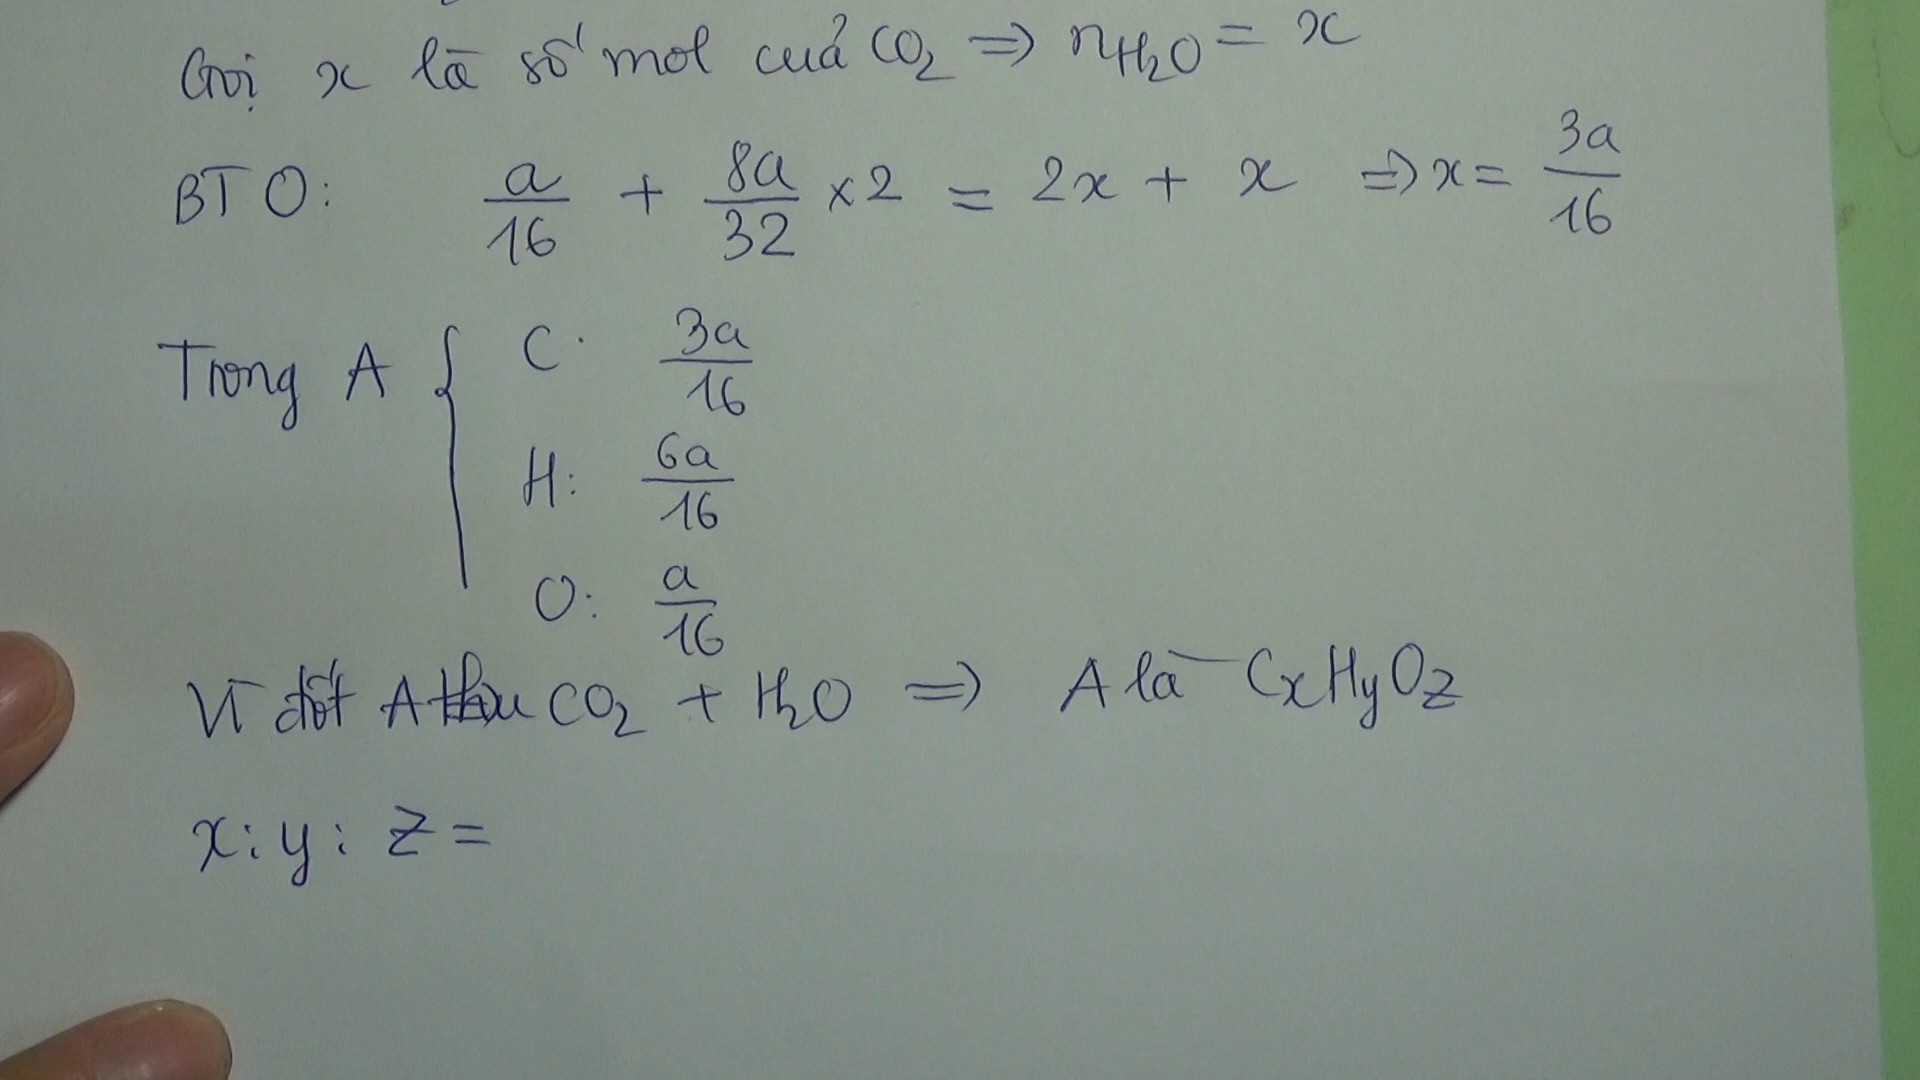 Gọi x là số mol của CO₂ ⇒ nH₂O = x
BT O: a/16 + 8a/32 × 2 = 2x + x ⇒ x = 3a/16
Trong A { C: 3a/16
H: 6a/16
O: a/16
Vì đốt A thu CO₂ + H₂O ⇒ A là CxHyOz
x : y : z =